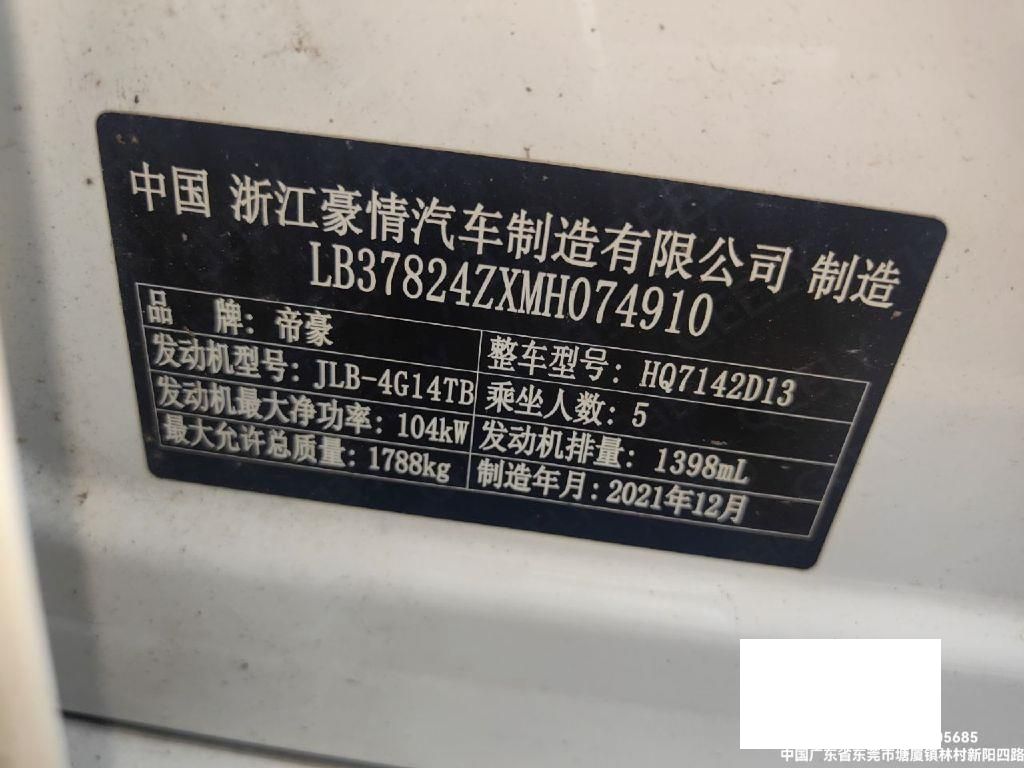 中国 浙江豪情汽车制造有限公司 制造
LB37824ZXMH074910
品 牌: 帝豪
整车型号: HQ7142D13
发动机型号: JLB-4G14TB
乘坐人数: 5
发动机最大净功率: 104kW
发动机排量: 1398mL
最大允许总质量: 1788kg
制造年月: 2021年12月
05685
中国广东省东莞市塘厦镇林村新阳四路